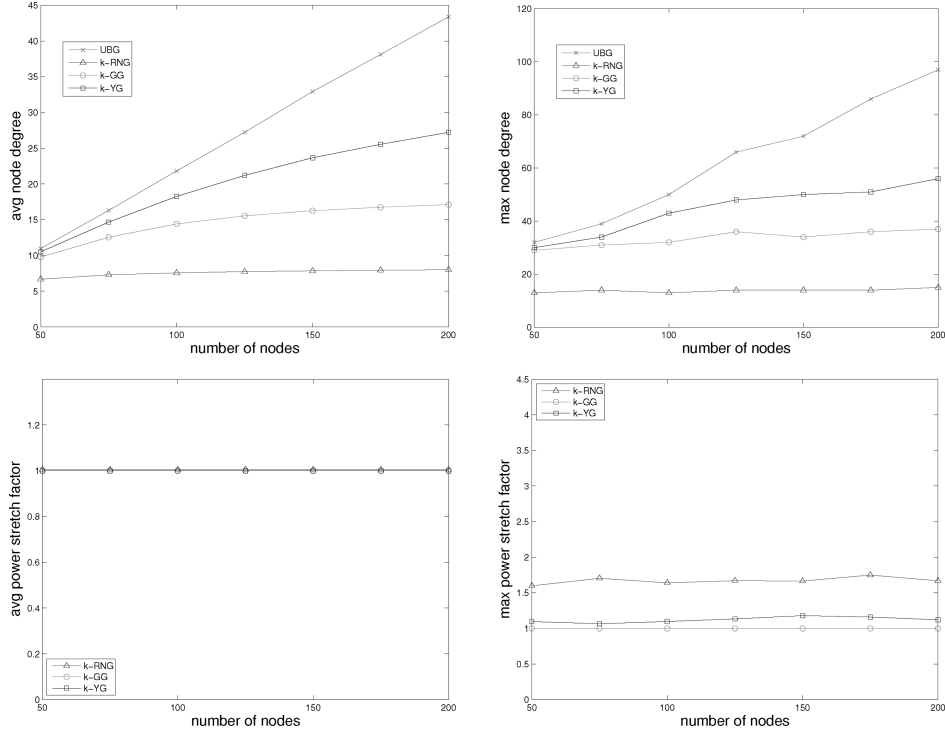 45
40
35
30
25
20
15
10
5
0
avg node degree
UBG
k-RNG
k-GG
k-YG
50
100
150
200
number of nodes
120
100
80
60
40
20
0
max node degree
UBG
k-RNG
k-GG
k-YG
50
100
150
200
number of nodes
1.2
1
0.8
0.6
0.4
0.2
0
avg power stretch factor
k-RNG
k-GG
k-YG
50
100
150
200
number of nodes
4.5
4
3.5
3
2.5
2
1.5
1
0.5
0
max power stretch factor
k-RNG
k-GG
k-YG
50
100
150
200
number of nodes